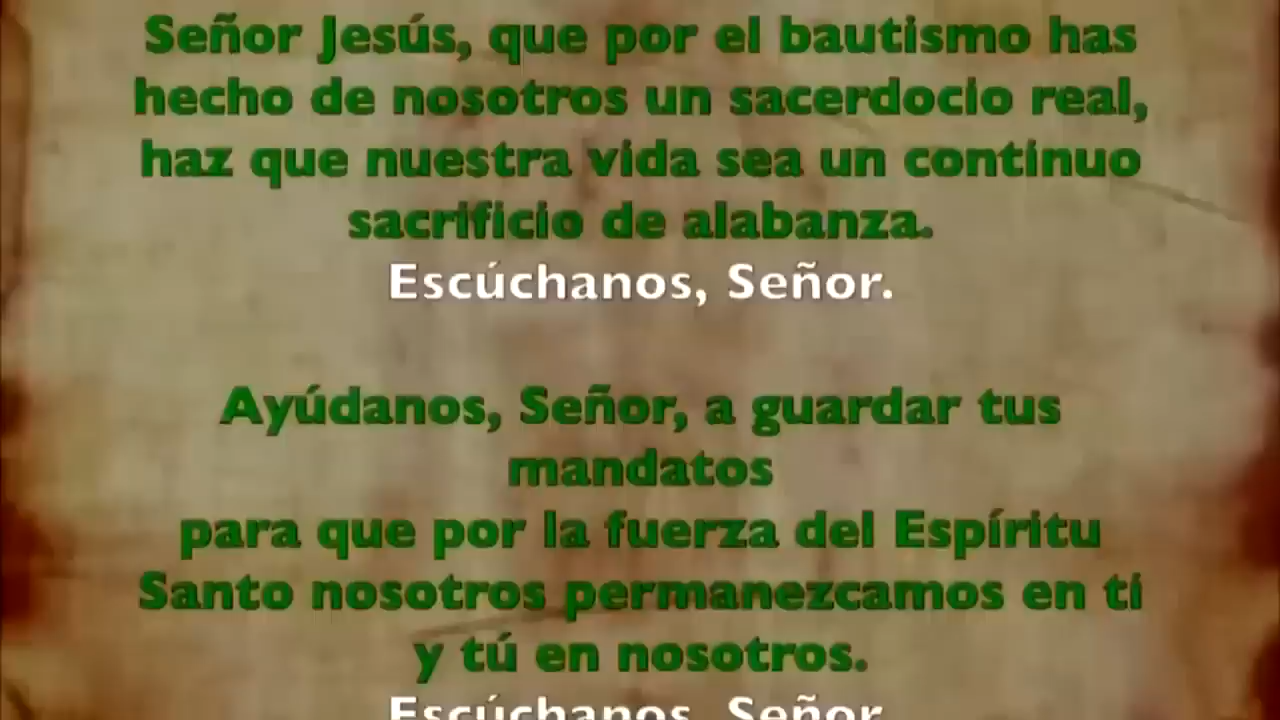 Señor Jesús, que por el bautismo has
hecho de nosotros un sacerdocio real,
haz que nuestra vida sea un continuo
sacrificio de alabanza.
Escúchanos, Señor.
Ayúdanos, Señor, a guardar tus
mandatos
para que por la fuerza del Espíritu
Santo nosotros permanezcamos en ti
y tú en nosotros.
Escúchanos, Señor.